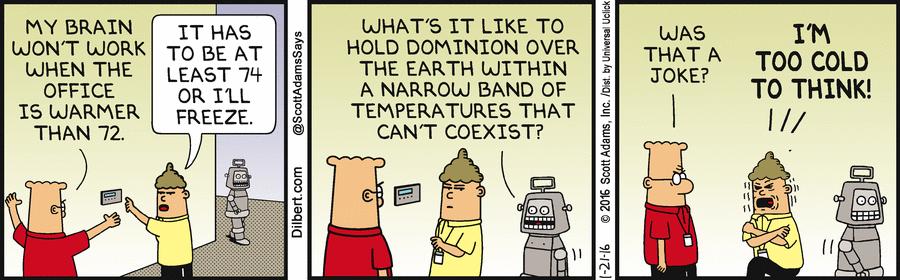 MY BRAIN
WON'T WORK
WHEN THE
OFFICE
IS WARMER
THAN 72.
IT HAS
TO BE AT
LEAST 74
OR I'LL
FREEZE.
Dilbert.com @ScottAdamsSays
WHAT'S IT LIKE TO
HOLD DOMINION OVER
THE EARTH WITHIN
A NARROW BAND OF
TEMPERATURES THAT
CAN'T COEXIST?
1-21-16 © 2016 Scott Adams, Inc. /Dist. by Universal Uclick
WAS
THAT A
JOKE?
I'M
TOO COLD
TO THINK!